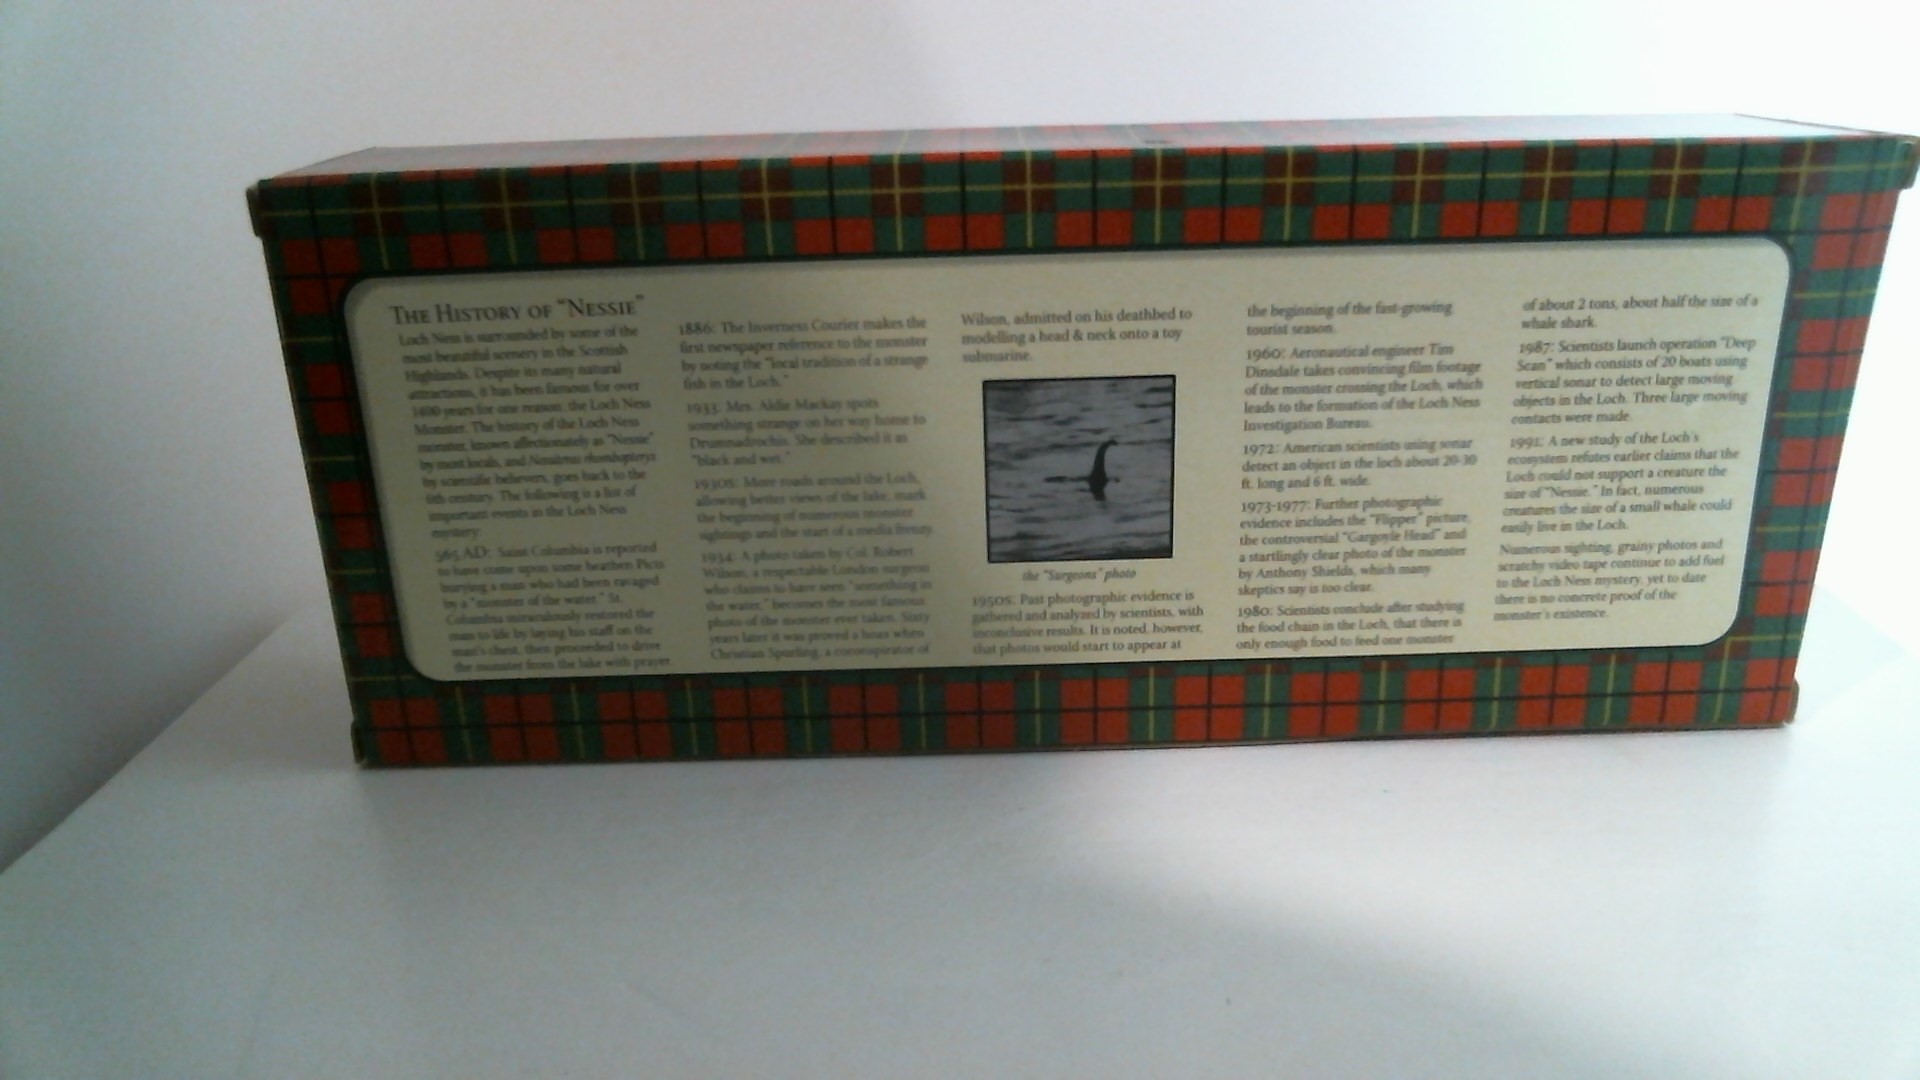 THE HISTORY OF "NESSIE"
Loch Ness is surrounded by some of the
most beautiful scenery in the Scottish
Highlands. Despite its many natural
attractions, it has been famous for over
1400 years for one reason: the Loch Ness
Monster. The history of the Loch Ness
monster, known affectionately as "Nessie"
by most locals, and Nessiteras rhombopteryx
by scientific believers, goes back to the
6th century. The following is a list of
important events in the Loch Ness
mystery:
565 AD: Saint Columbia is reported
to have come upon some heathen Picts
burying a man who had been ravaged
by a "monster of the water." St.
Columbia miraculously restored the
man to life by laying his staff on the
man's chest, then proceeded to drive
the monster from the lake with prayer.
1886: The Inverness Courier makes the
first newspaper reference to the monster
by noting the "local tradition of a strange
fish in the Loch."
1933: Mrs. Aldie Mackay spots
something strange on her way home to
Drumnadrochit. She described it as
"black and wet."
1930s: More roads around the Loch,
allowing better views of the lake, mark
the beginning of numerous monster
sightings and the start of a media frenzy.
1934: A photo taken by Col. Robert
Wilson, a respectable London surgeon
who claims to have seen "something in
the water," becomes the most famous
photo of the monster ever taken. Sixty
years later it was proved a hoax when
Christian Spurling, a coconspirator of
Wilson, admitted on his deathbed to
modelling a head & neck onto a toy
submarine.
the "Surgeons" photo
1950s: Past photographic evidence is
gathered and analyzed by scientists, with
inconclusive results. It is noted, however,
that photos would start to appear at
the beginning of the fast-growing
tourist season.
1960: Aeronautical engineer Tim
Dinsdale takes convincing film footage
of the monster crossing the Loch, which
leads to the formation of the Loch Ness
Investigation Bureau.
1972: American scientists using sonar
detect an object in the loch about 20-30
ft. long and 6 ft. wide.
1973-1977: Further photographic
evidence includes the "Flipper" picture,
the controversial "Gargoyle Head" and
a startlingly clear photo of the monster
by Anthony Shields, which many
skeptics say is too clear.
1980: Scientists conclude after studying
the food chain in the Loch, that there is
only enough food to feed one monster
of about 2 tons, about half the size of a
whale shark.
1987: Scientists launch operation "Deep
Scan" which consists of 20 boats using
vertical sonar to detect large moving
objects in the Loch. Three large moving
contacts were made.
1991: A new study of the Loch's
ecosystem refutes earlier claims that the
Loch could not support a creature the
size of "Nessie." In fact, numerous
creatures the size of a small whale could
easily live in the Loch.
Numerous sighting, grainy photos and
scratchy video tape continue to add fuel
to the Loch Ness mystery, yet to date
there is no concrete proof of the
monster's existence.